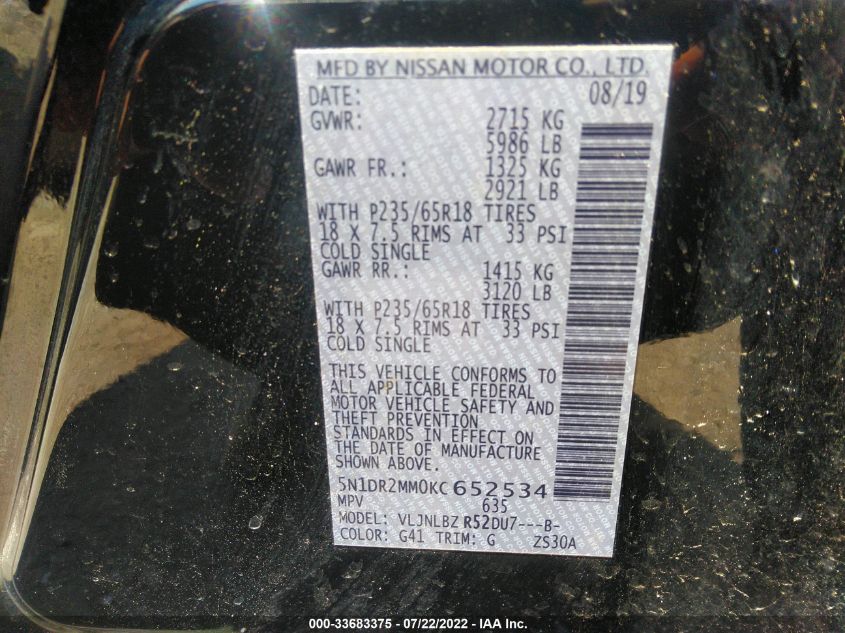 MFD BY NISSAN MOTOR CO., LTD.
DATE: 08/19
GVWR: 2715 KG
5986 LB
GAWR FR.: 1325 KG
2921 LB
WITH P235/65R18 TIRES
18 X 7.5 RIMS AT 33 PSI
COLD SINGLE
GAWR RR.: 1415 KG
3120 LB
WITH P235/65R18 TIRES
18 X 7.5 RIMS AT 33 PSI
COLD SINGLE
THIS VEHICLE CONFORMS TO
ALL APPLICABLE FEDERAL
MOTOR VEHICLE SAFETY AND
THEFT PREVENTION
STANDARDS IN EFFECT ON
THE DATE OF MANUFACTURE
SHOWN ABOVE.
5N1DR2MM0KC652534
MPV 635
MODEL: VLJNLBZ R52DU7---B-
COLOR: G41 TRIM: G ZS30A
000-33683375 - 07/22/2022 - IAA Inc.